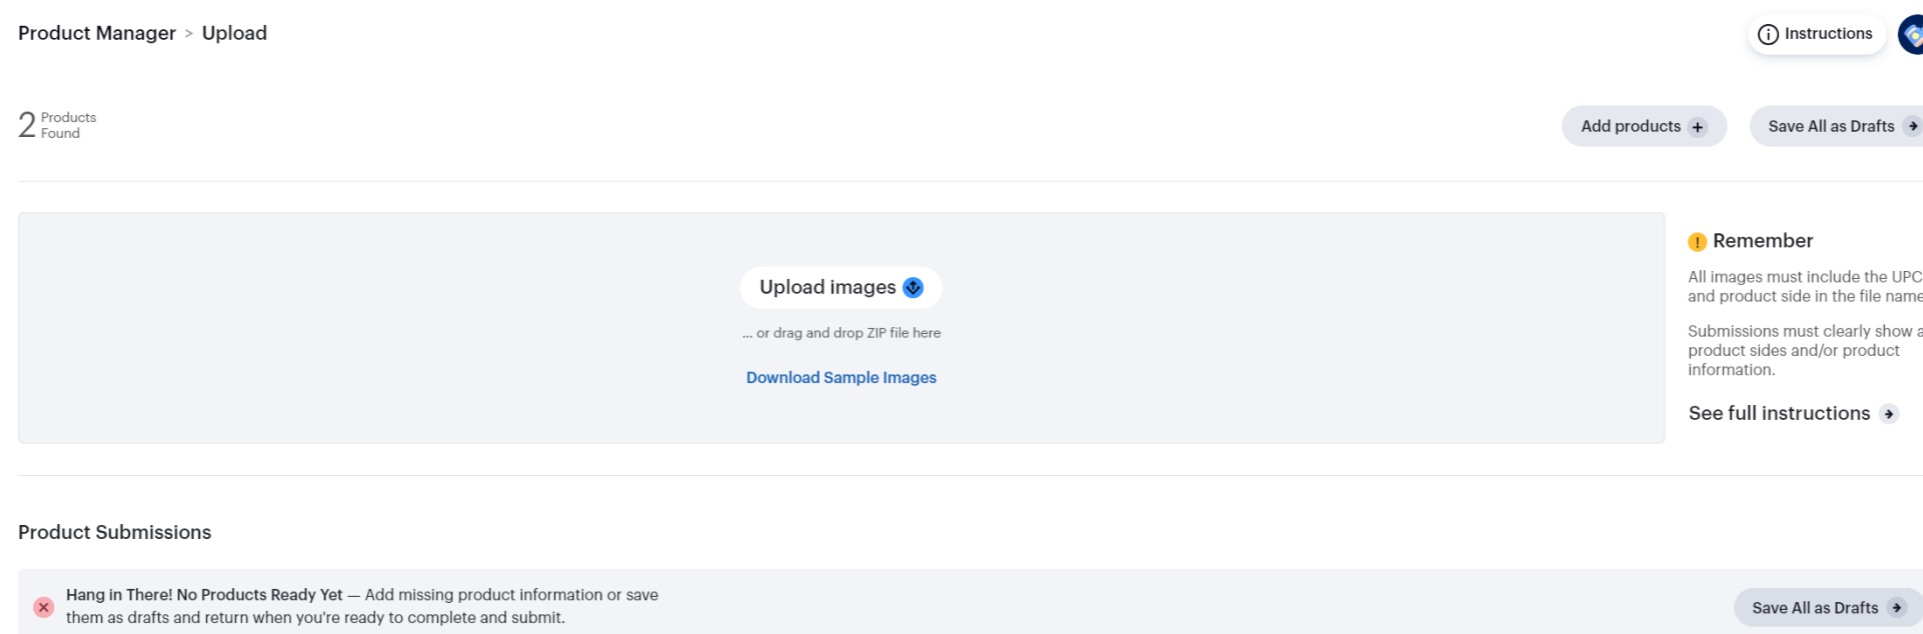 Product Manager > Upload
Instructions
2 Products
Found
Add products +
Save All as Drafts
Upload images
... or drag and drop ZIP file here
Download Sample Images
Remember
All images must include the UPC
and product side in the file name
Submissions must clearly show a
product sides and/or product
information.
See full instructions
Product Submissions
Hang in There! No Products Ready Yet — Add missing product information or save
them as drafts and return when you're ready to complete and submit.
Save All as Drafts